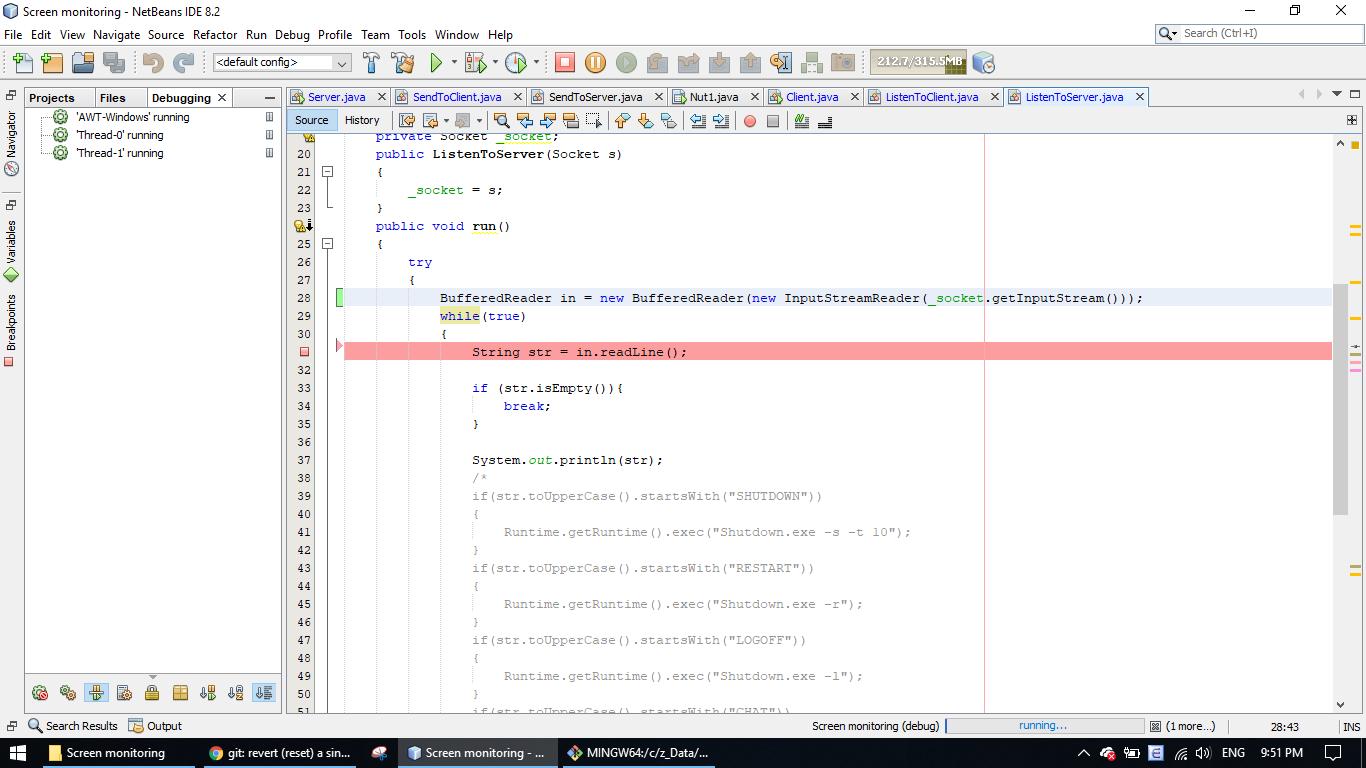 Screen monitoring - NetBeans IDE 8.2
File Edit View Navigate Source Refactor Run Debug Profile Team Tools Window Help
Search (Ctrl+I)
<default config>
212.7/315.5MB
Projects Files Debugging
Server.java SendToClient.java SendToServer.java Nut1.java Client.java ListenToClient.java ListenToServer.java
Source History
Navigator
Variables
Breakpoints
'AWT-Windows' running
'Thread-0' running
'Thread-1' running
private Socket _socket;
20 public ListenToServer(Socket s)
21 {
22 _socket = s;
23 }
public void run()
25 {
26 try
27 {
28 BufferedReader in = new BufferedReader(new InputStreamReader(_socket.getInputStream()));
29 while(true)
30 {
String str = in.readLine();
32
33 if (str.isEmpty()){
34 break;
35 }
36
37 System.out.println(str);
38 /*
39 if(str.toUpperCase().startsWith("SHUTDOWN"))
40 {
41 Runtime.getRuntime().exec("Shutdown.exe -s -t 10");
42 }
43 if(str.toUpperCase().startsWith("RESTART"))
44 {
45 Runtime.getRuntime().exec("Shutdown.exe -r");
46 }
47 if(str.toUpperCase().startsWith("LOGOFF"))
48 {
49 Runtime.getRuntime().exec("Shutdown.exe -l");
50 }
51 if(str.toUpperCase().startsWith("CHAT"))
Search Results Output
Screen monitoring (debug) running... (1 more...) 28:43 INS
Screen monitoring git: revert (reset) a sin... Screen monitoring - ... MINGW64:/c/z_Data/... ENG 9:51 PM